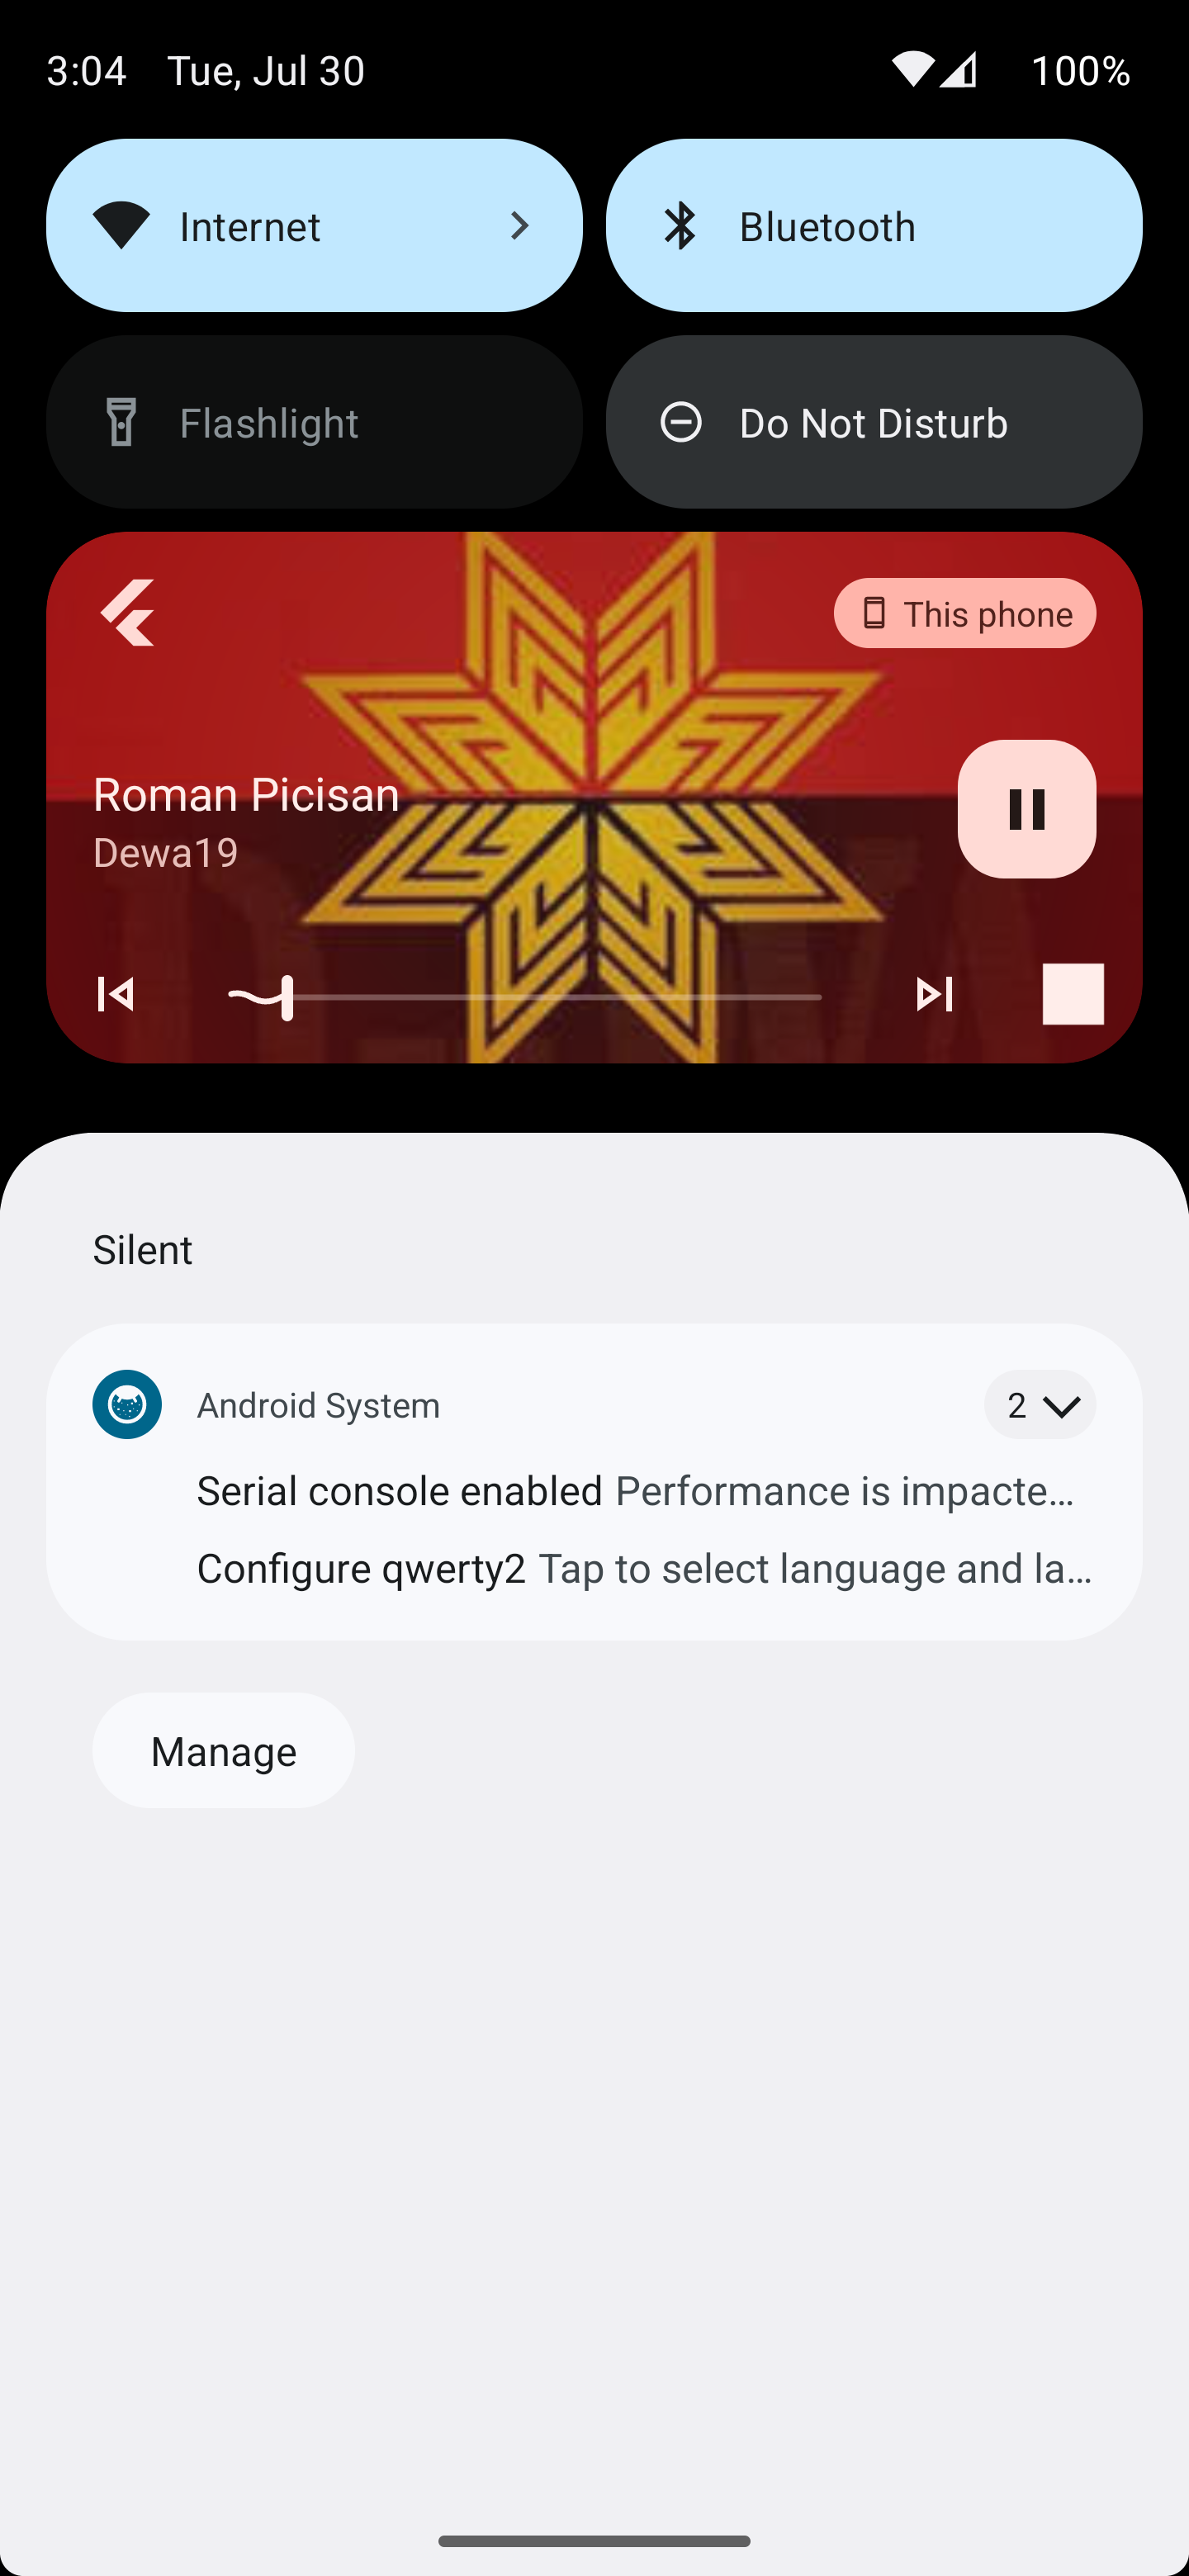 3:04 Tue, Jul 30 100%
Internet
Bluetooth
Flashlight
Do Not Disturb
This phone
Roman Picisan
Dewa19
Silent
Android System
2
Serial console enabled Performance is impacte…
Configure qwerty2 Tap to select language and la…
Manage